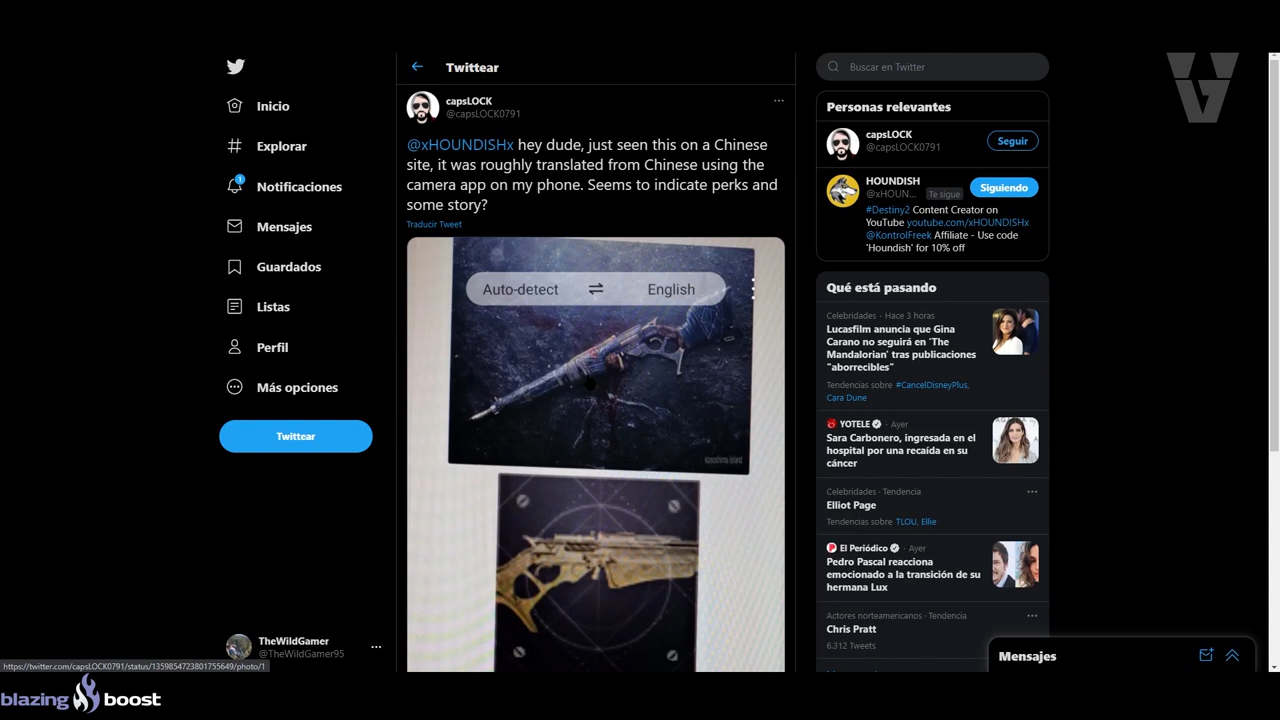 Inicio
Explorar
1
Notificaciones
Mensajes
Guardados
Listas
Perfil
Más opciones
Twittear
TheWildGamer
@TheWildGamer95
https://twitter.com/capsLOCK0791/status/1359854723801755649/photo/1
blazing boost
Twittear
capsLOCK
@capsLOCK0791
@xHOUNDISHx hey dude, just seen this on a Chinese
site, it was roughly translated from Chinese using the
camera app on my phone. Seems to indicate perks and
some story?
Traducir Tweet
Auto-detect
English
Buscar en Twitter
Personas relevantes
capsLOCK
@capsLOCK0791
Seguir
HOUNDISH
@xHOUN... Te sigue
Siguiendo
#Destiny2 Content Creator on
YouTube youtube.com/xHOUNDISHx
@KontrolFreek Affiliate - Use code
'Houndish' for 10% off
Qué está pasando
Celebridades · Hace 3 horas
Lucasfilm anuncia que Gina
Carano no seguirá en 'The
Mandalorian' tras publicaciones
"aborrecibles"
Tendencias sobre #CancelDisneyPlus,
Cara Dune
YOTELE · Ayer
Sara Carbonero, ingresada en el
hospital por una recaída en su
cáncer
Celebridades · Tendencia
Elliot Page
Tendencias sobre TLOU, Ellie
El Periódico · Ayer
Pedro Pascal reacciona
emocionado a la transición de su
hermana Lux
Actores norteamericanos · Tendencia
Chris Pratt
6.312 Tweets
Mensajes